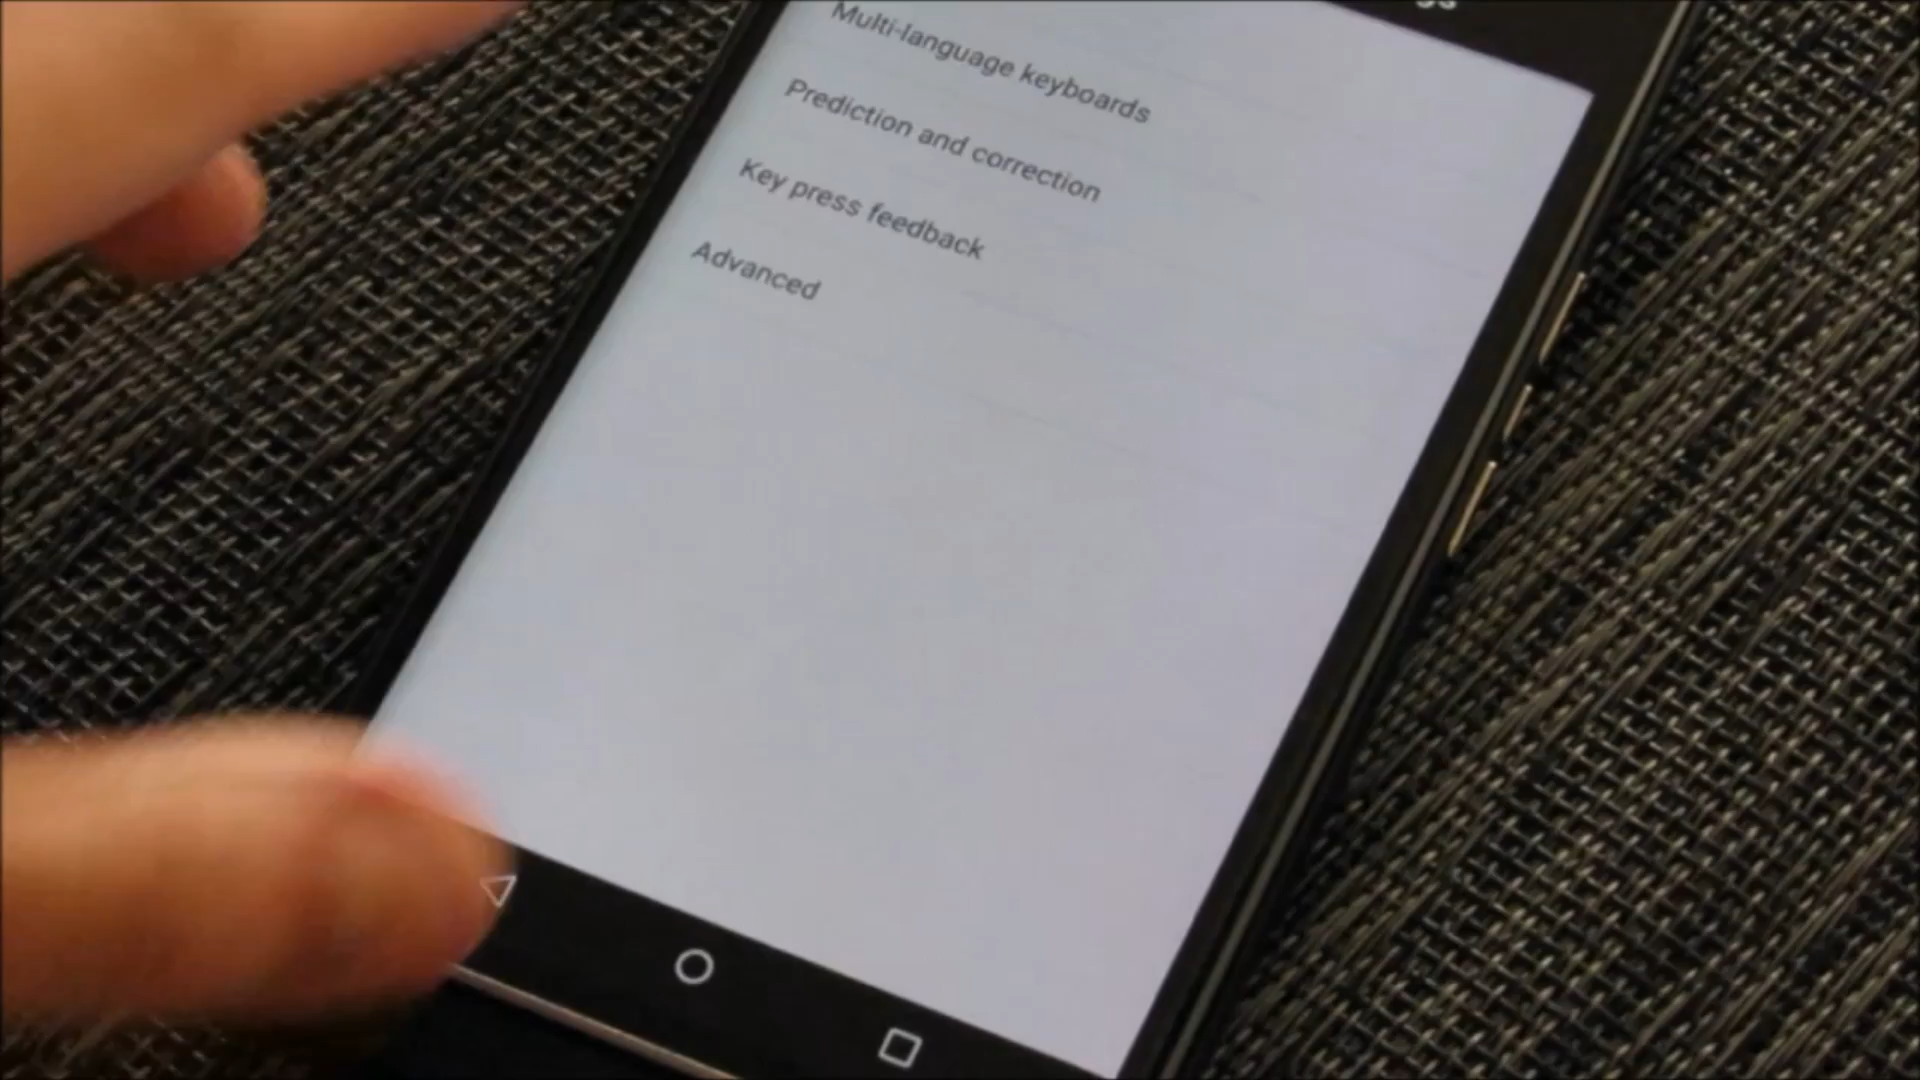 Multi-language keyboards
Prediction and correction
Key press feedback
Advanced